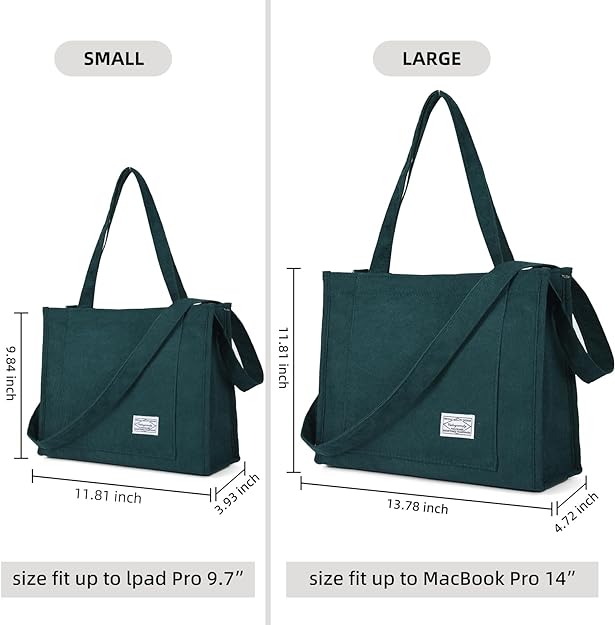 SMALL
9.84 inch
11.81 inch
3.93 inch
size fit up to lpad Pro 9.7”
LARGE
11.81 inch
13.78 inch
4.72 inch
size fit up to MacBook Pro 14”